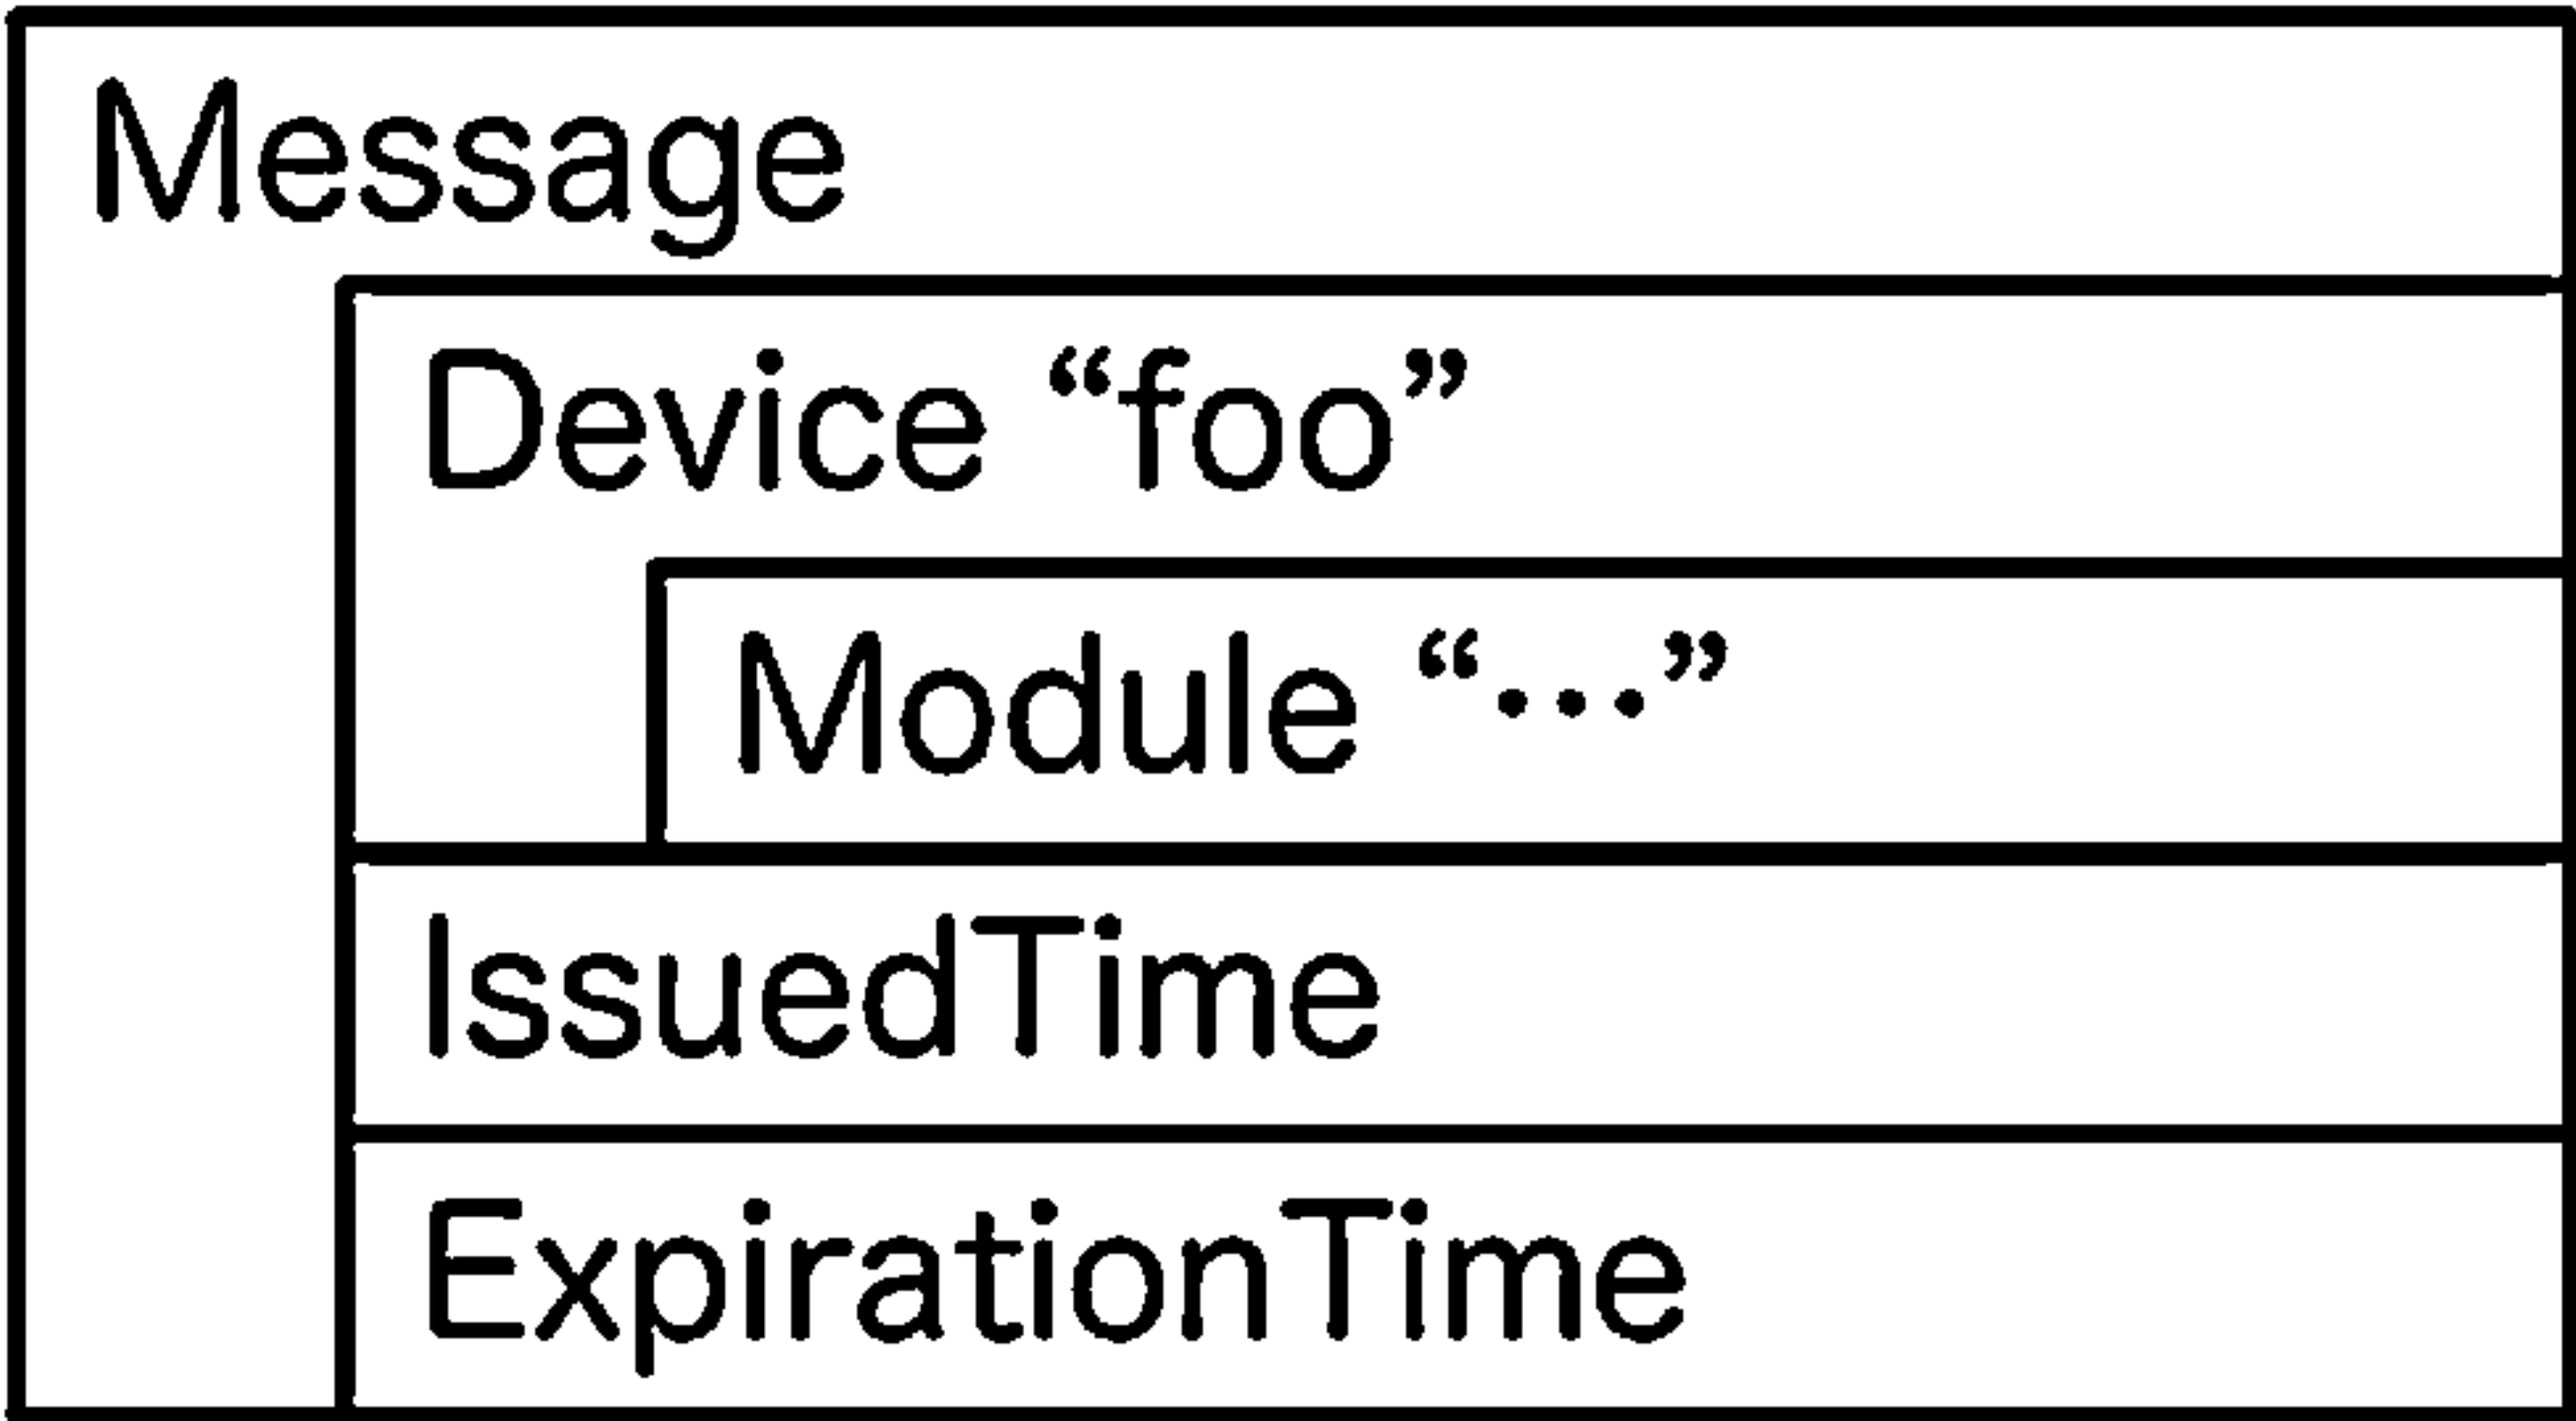 Message
Device “foo”
Module “···”
IssuedTime
ExpirationTime